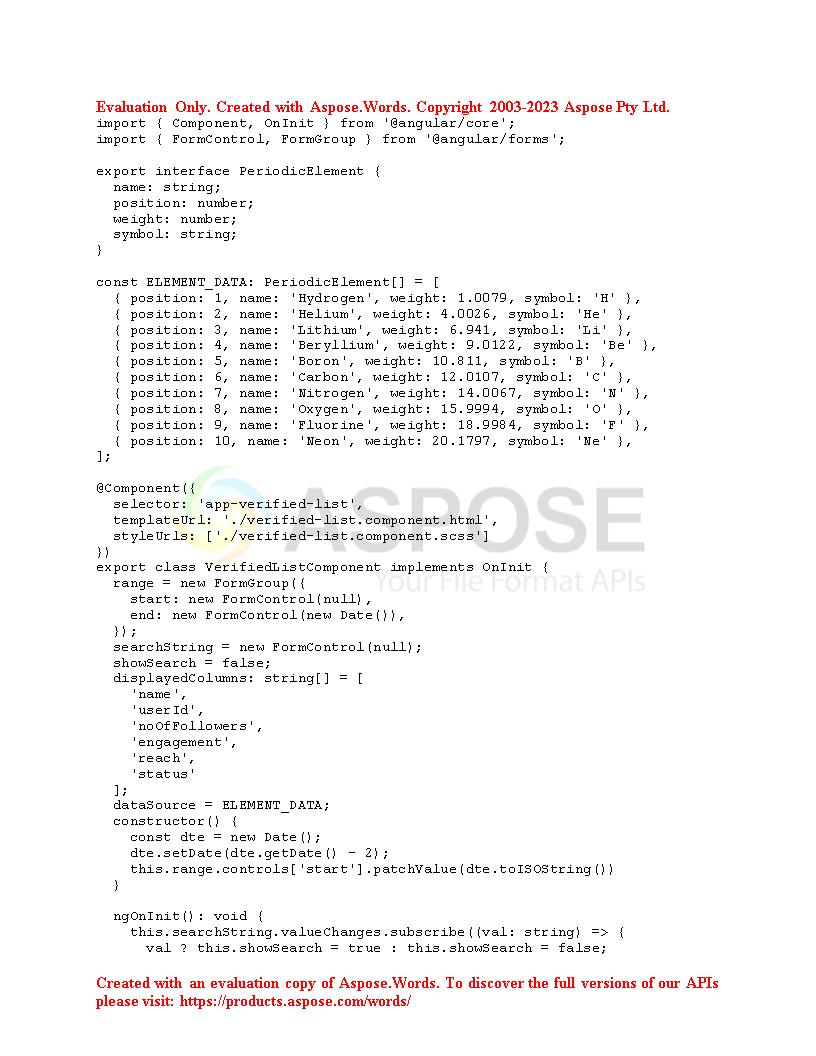 Evaluation Only. Created with Aspose.Words. Copyright 2003-2023 Aspose Pty Ltd.
import { Component, OnInit } from '@angular/core';
import { FormControl, FormGroup } from '@angular/forms';

export interface PeriodicElement {
  name: string;
  position: number;
  weight: number;
  symbol: string;
}

const ELEMENT_DATA: PeriodicElement[] = [
  { position: 1, name: 'Hydrogen', weight: 1.0079, symbol: 'H' },
  { position: 2, name: 'Helium', weight: 4.0026, symbol: 'He' },
  { position: 3, name: 'Lithium', weight: 6.941, symbol: 'Li' },
  { position: 4, name: 'Beryllium', weight: 9.0122, symbol: 'Be' },
  { position: 5, name: 'Boron', weight: 10.811, symbol: 'B' },
  { position: 6, name: 'Carbon', weight: 12.0107, symbol: 'C' },
  { position: 7, name: 'Nitrogen', weight: 14.0067, symbol: 'N' },
  { position: 8, name: 'Oxygen', weight: 15.9994, symbol: 'O' },
  { position: 9, name: 'Fluorine', weight: 18.9984, symbol: 'F' },
  { position: 10, name: 'Neon', weight: 20.1797, symbol: 'Ne' },
];

@Component({
  selector: 'app-verified-list',
  templateUrl: './verified-list.component.html',
  styleUrls: ['./verified-list.component.scss']
})
ASPOSE
export class VerifiedListComponent implements OnInit {
  range = new FormGroup({
Your File Format APIs
    start: new FormControl(null),
    end: new FormControl(new Date()),
  });
  searchString = new FormControl(null);
  showSearch = false;
  displayedColumns: string[] = [
    'name',
    'userId',
    'noOfFollowers',
    'engagement',
    'reach',
    'status'
  ];
  dataSource = ELEMENT_DATA;
  constructor() {
    const dte = new Date();
    dte.setDate(dte.getDate() - 2);
    this.range.controls['start'].patchValue(dte.toISOString())
  }

  ngOnInit(): void {
    this.searchString.valueChanges.subscribe((val: string) => {
      val ? this.showSearch = true : this.showSearch = false;
Created with an evaluation copy of Aspose.Words. To discover the full versions of our APIs
please visit: https://products.aspose.com/words/